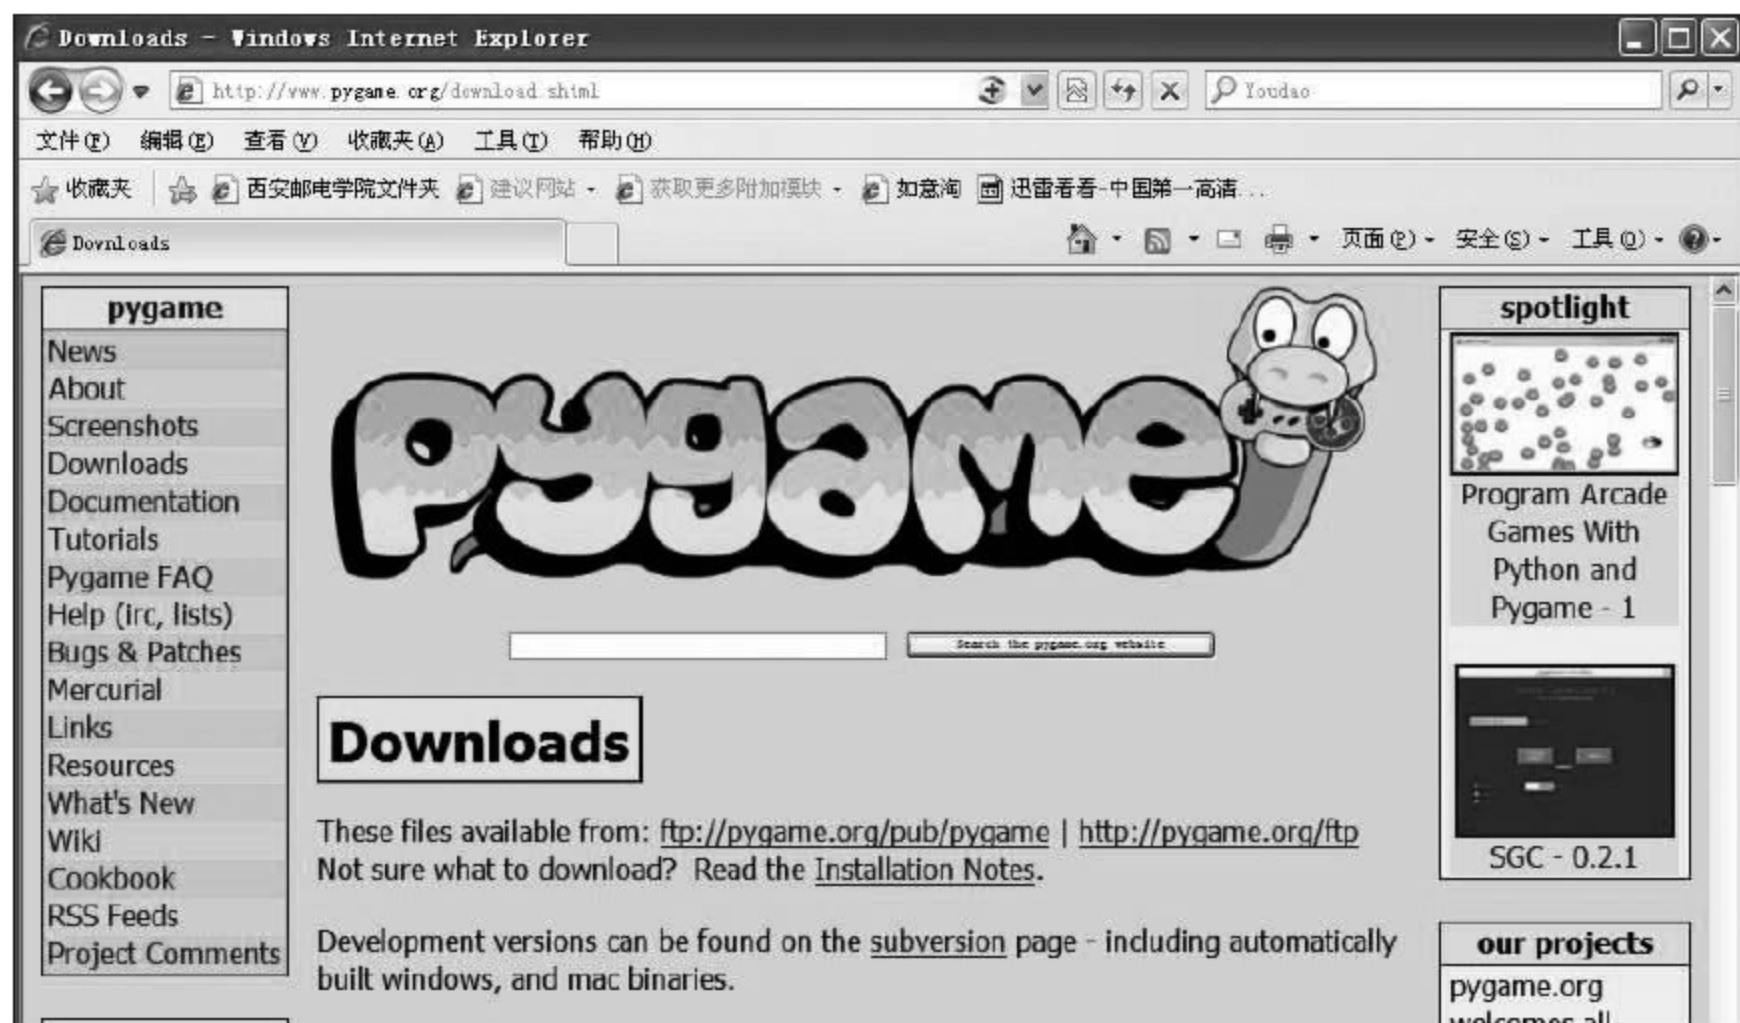 Downloads - Windows Internet Explorer
http://www.pygame.org/download.shtml
Youdao
文件(F) 编辑(E) 查看(V) 收藏夹(A) 工具(T) 帮助(H)
收藏夹 西安邮电学院文件夹 建议网站 获取更多附加模块 如意淘 迅雷看看-中国第一高清...
Downloads
页面(P) 安全(S) 工具(O)
pygame
News
About
Screenshots
Downloads
Documentation
Tutorials
Pygame FAQ
Help (irc, lists)
Bugs & Patches
Mercurial
Links
Resources
What's New
Wiki
Cookbook
RSS Feeds
Project Comments
pygame
Search the pygame.org website
Downloads
These files available from: ftp://pygame.org/pub/pygame | http://pygame.org/ftp
Not sure what to download? Read the Installation Notes.
Development versions can be found on the subversion page - including automatically
built windows, and mac binaries.
spotlight
Program Arcade
Games With
Python and
Pygame - 1
SGC - 0.2.1
our projects
pygame.org
welcomes all